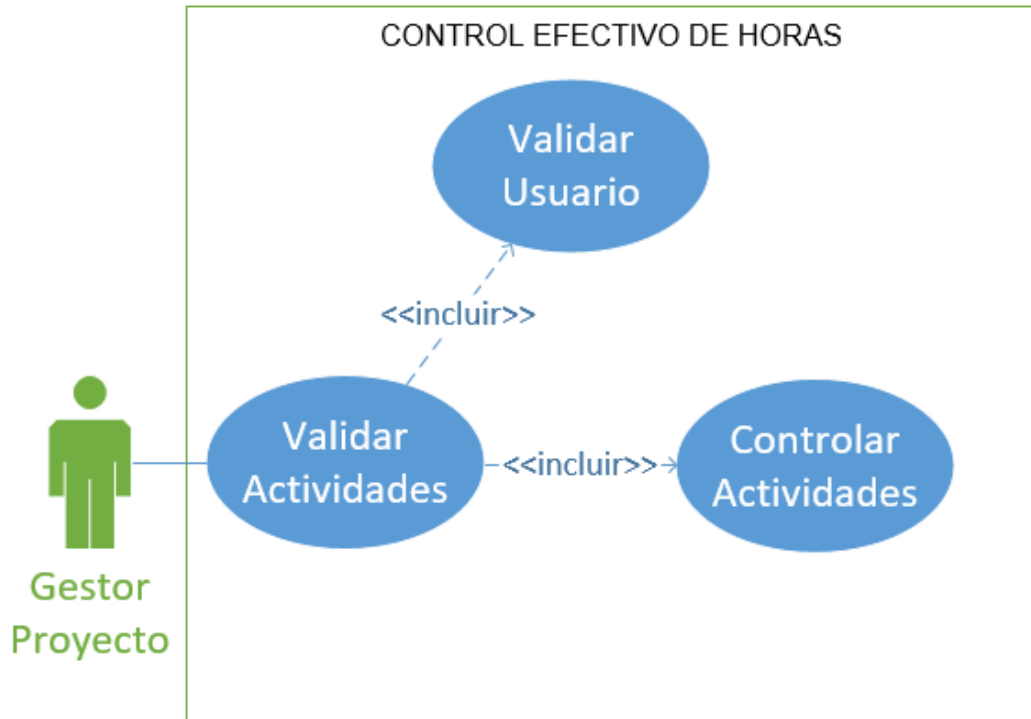 CONTROL EFECTIVO DE HORAS
Validar
Usuario
<<incluir>>
Validar
Actividades
<<incluir>>
Controlar
Actividades
Gestor
Proyecto